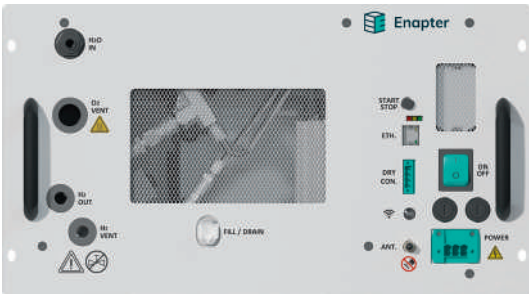 Enapter
H₂O
IN
O₂
VENT
H₂
OUT
H₂
VENT
FILL / DRAIN
START
STOP
ETH.
DRY
CON.
ANT.
ON
OFF
POWER